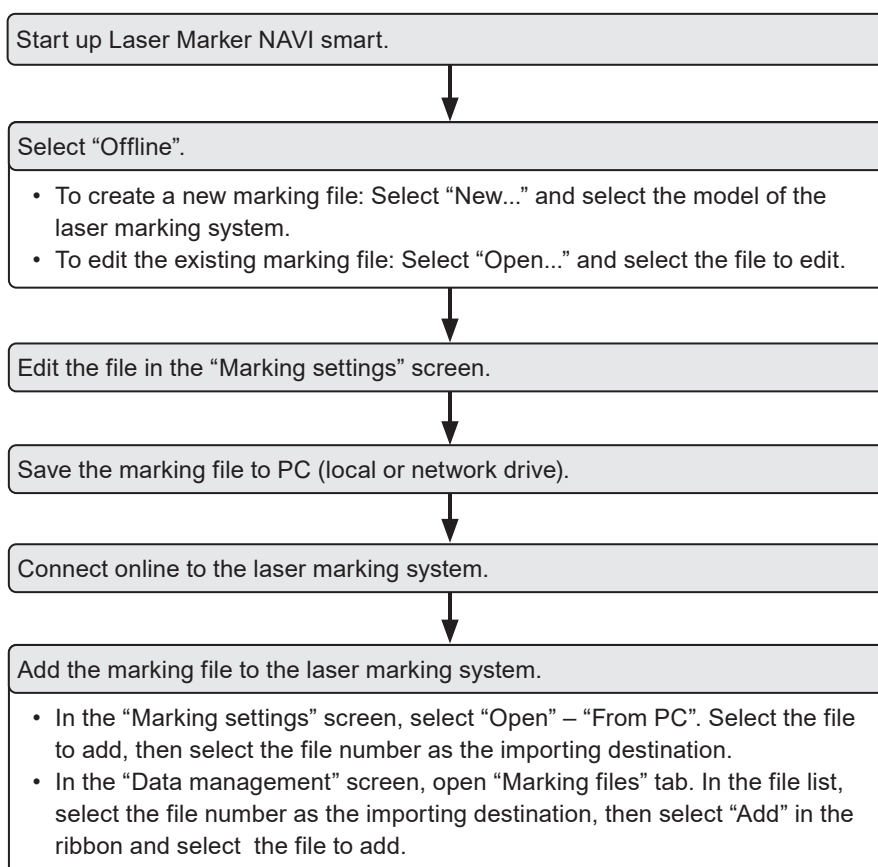 Start up Laser Marker NAVI smart.
Select “Offline”.
• To create a new marking file: Select “New...” and select the model of the
laser marking system.
• To edit the existing marking file: Select “Open...” and select the file to edit.
Edit the file in the “Marking settings” screen.
Save the marking file to PC (local or network drive).
Connect online to the laser marking system.
Add the marking file to the laser marking system.
• In the “Marking settings” screen, select “Open” – “From PC”. Select the file
to add, then select the file number as the importing destination.
• In the “Data management” screen, open “Marking files” tab. In the file list,
select the file number as the importing destination, then select “Add” in the
ribbon and select the file to add.